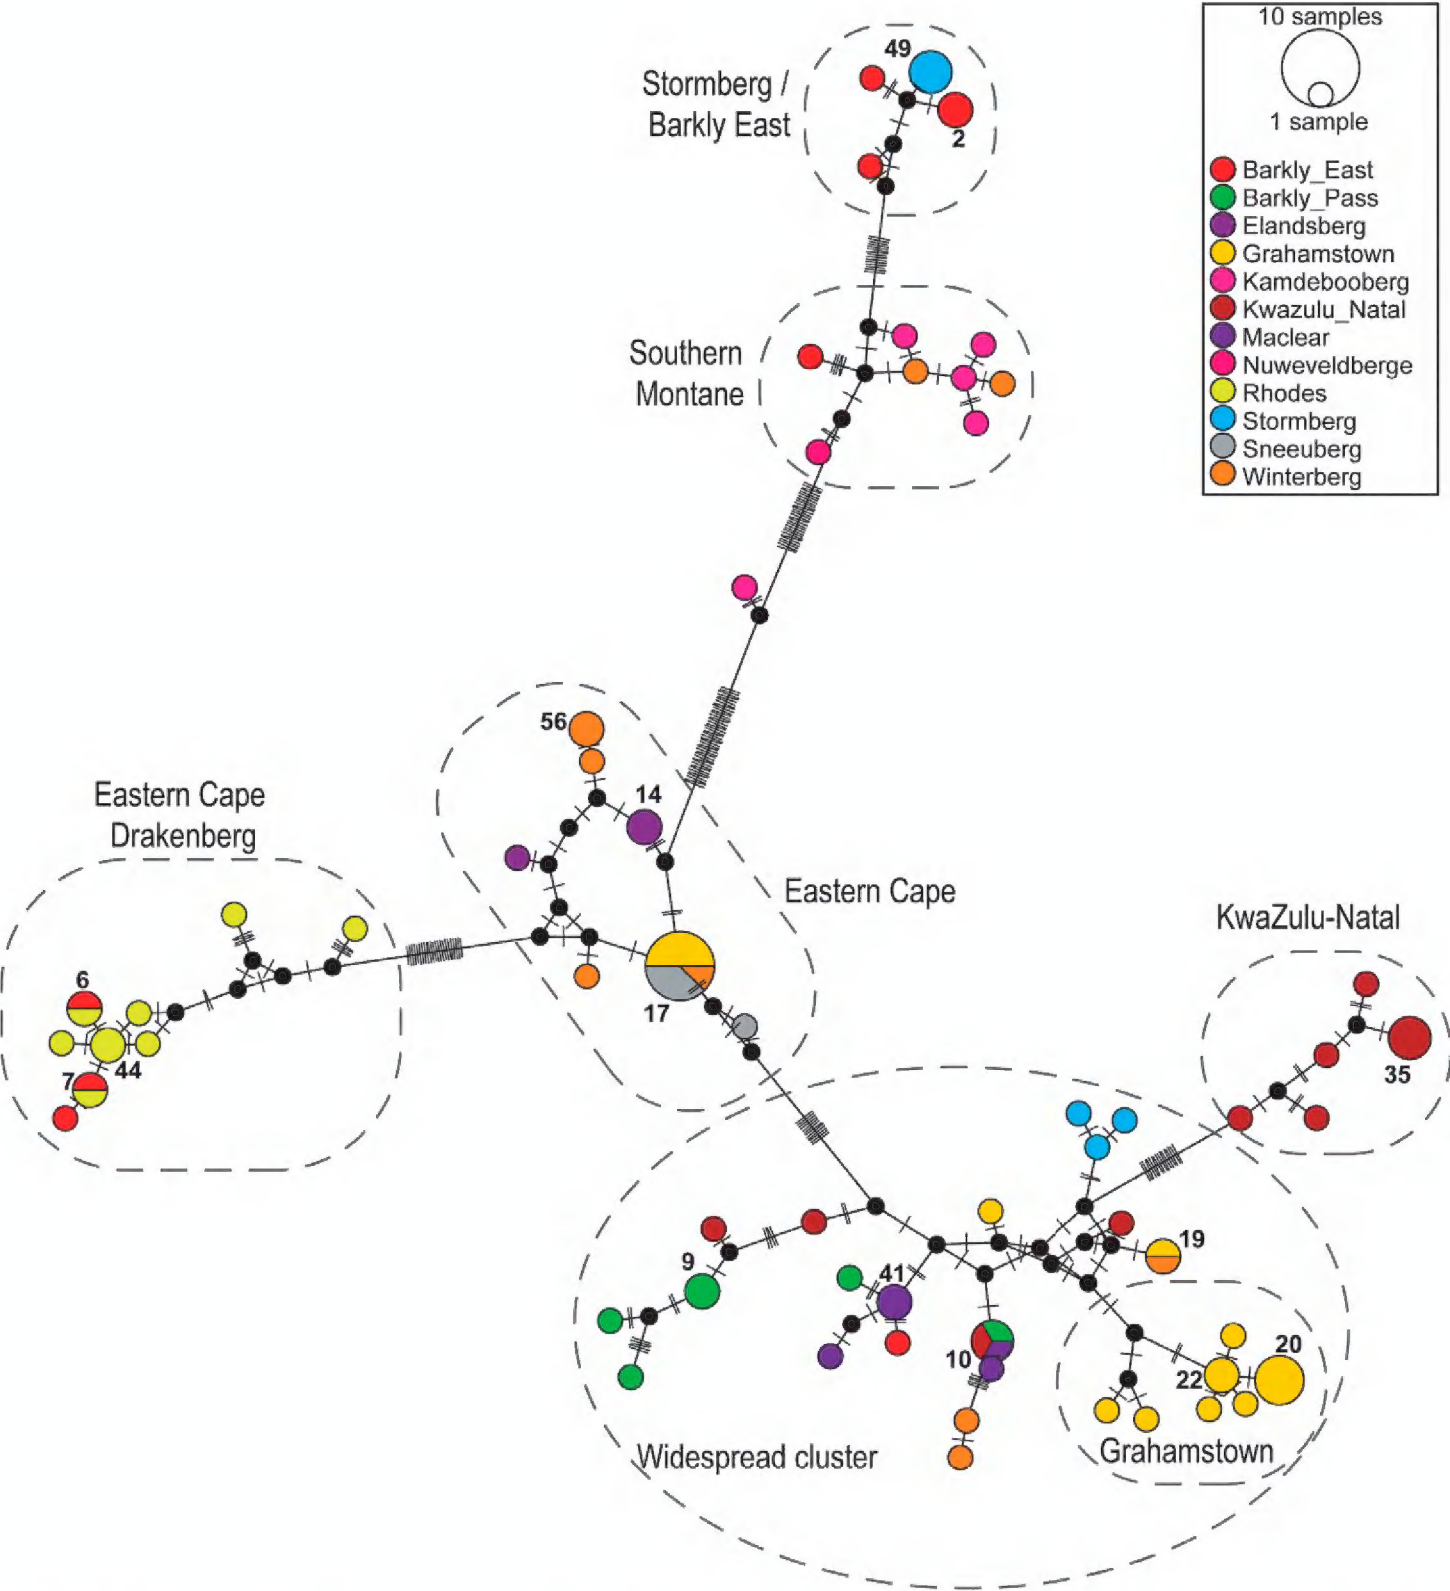 10 samples
1 sample
Barkly_East
Barkly_Pass
Elandsberg
Grahamstown
Kamdebooberg
Kwazulu_Natal
Maclear
Nuweveldberge
Rhodes
Stormberg
Sneeuberg
Winterberg
Stormberg /
Barkly East
49
2
Southern
Montane
56
14
Eastern Cape
Drakenberg
Eastern Cape
KwaZulu-Natal
6
44
7
17
35
19
9
41
10
20
22
Grahamstown
Widespread cluster